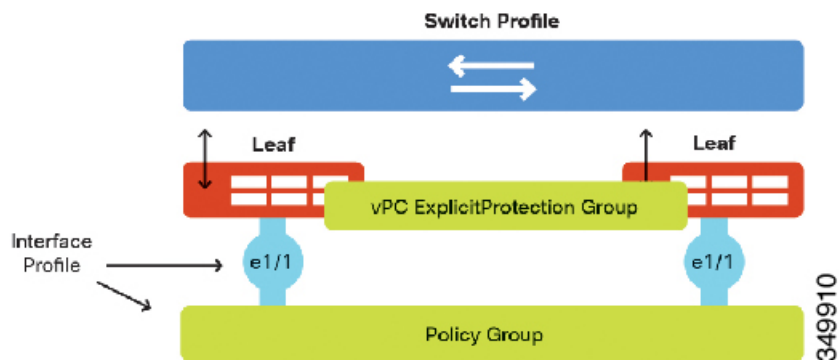 Switch Profile
Leaf
Leaf
vPC ExplicitProtection Group
Interface
Profile
e1/1
e1/1
Policy Group
349910